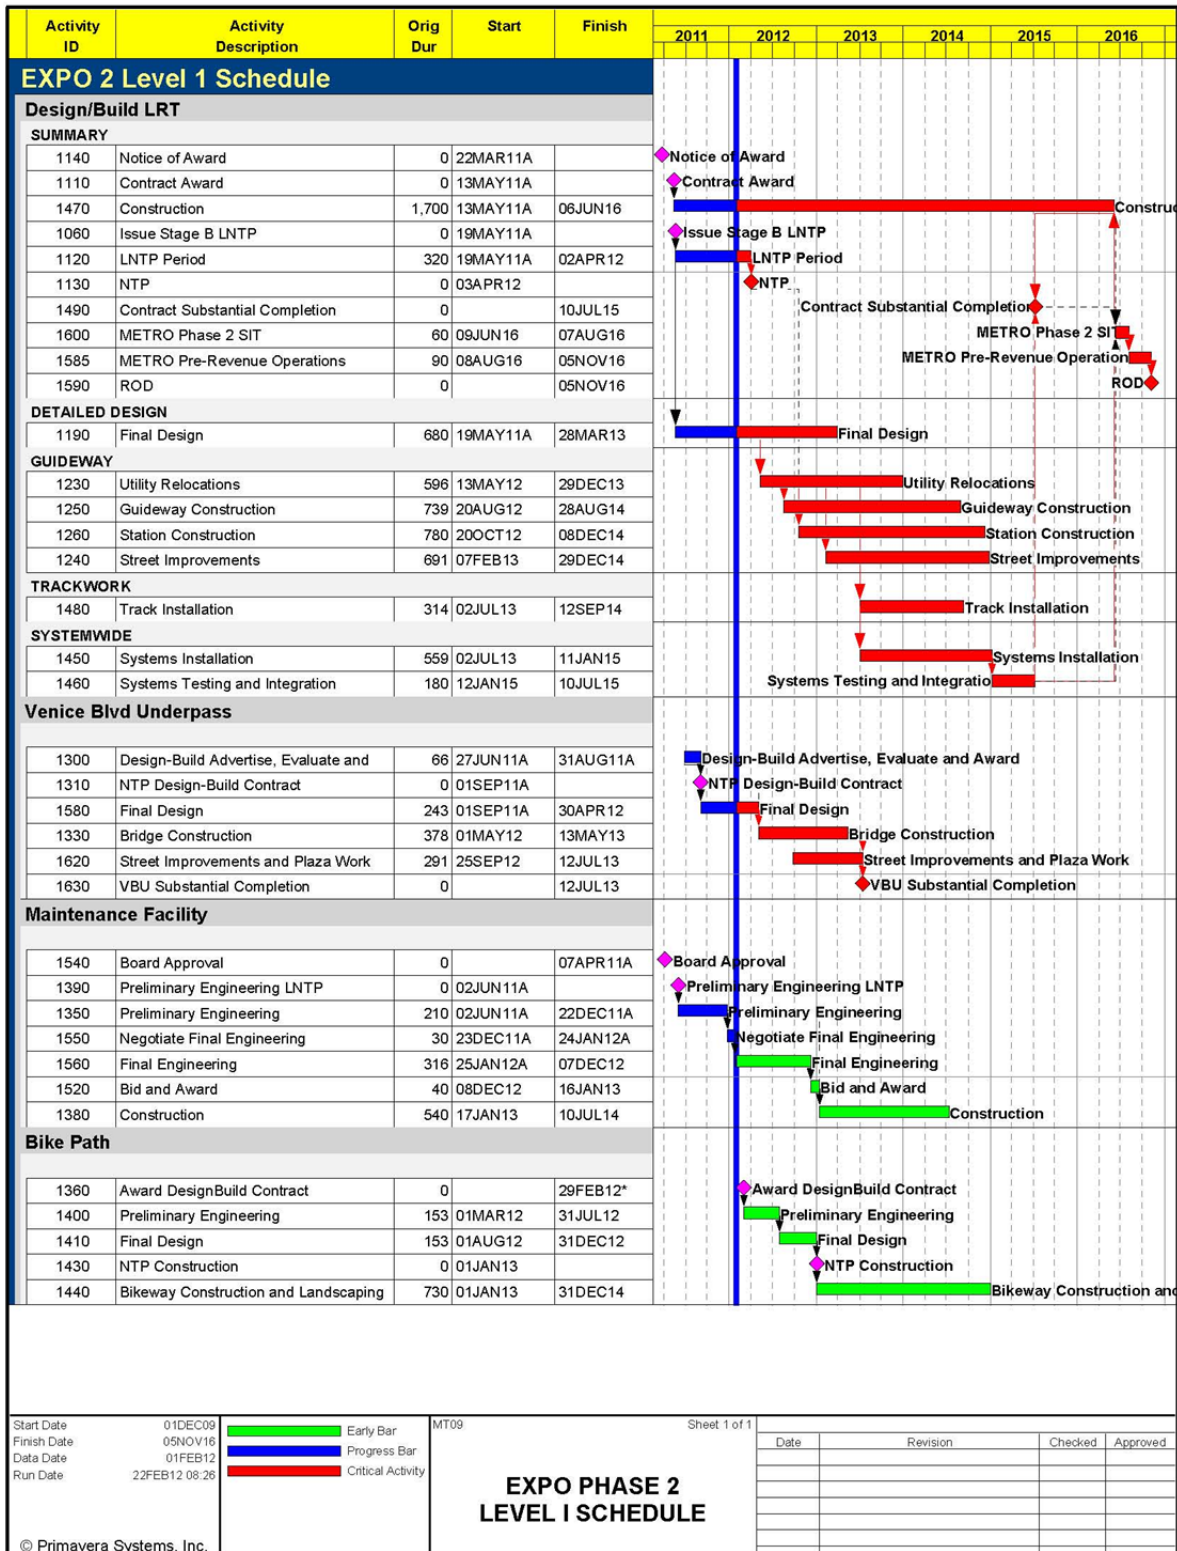 Activity ID Activity Description Orig Dur Start Finish 2011 2012 2013 2014 2015 2016
EXPO 2 Level 1 Schedule
Design/Build LRT
SUMMARY
1140 Notice of Award 0 22MAR11A Notice of Award
1110 Contract Award 0 13MAY11A Contract Award
1470 Construction 1,700 13MAY11A 06JUN16 Construc
1060 Issue Stage B LNTP 0 19MAY11A Issue Stage B LNTP
1120 LNTP Period 320 19MAY11A 02APR12 LNTP Period
1130 NTP 0 03APR12 NTP
1490 Contract Substantial Completion 0 10JUL15 Contract Substantial Completion
1600 METRO Phase 2 SIT 60 09JUN16 07AUG16 METRO Phase 2 SIT
1585 METRO Pre-Revenue Operations 90 08AUG16 05NOV16 METRO Pre-Revenue Operation
1590 ROD 0 05NOV16 ROD
DETAILED DESIGN
1190 Final Design 680 19MAY11A 28MAR13 Final Design
GUIDEWAY
1230 Utility Relocations 596 13MAY12 29DEC13 Utility Relocations
1250 Guideway Construction 739 20AUG12 28AUG14 Guideway Construction
1260 Station Construction 780 20OCT12 08DEC14 Station Construction
1240 Street Improvements 691 07FEB13 29DEC14 Street Improvements
TRACKWORK
1480 Track Installation 314 02JUL13 12SEP14 Track Installation
SYSTEMWIDE
1450 Systems Installation 559 02JUL13 11JAN15 Systems Installation
1460 Systems Testing and Integration 180 12JAN15 10JUL15 Systems Testing and Integratio
Venice Blvd Underpass
1300 Design-Build Advertise, Evaluate and 66 27JUN11A 31AUG11A Design-Build Advertise, Evaluate and Award
1310 NTP Design-Build Contract 0 01SEP11A NTP Design-Build Contract
1580 Final Design 243 01SEP11A 30APR12 Final Design
1330 Bridge Construction 378 01MAY12 13MAY13 Bridge Construction
1620 Street Improvements and Plaza Work 291 25SEP12 12JUL13 Street Improvements and Plaza Work
1630 VBU Substantial Completion 0 12JUL13 VBU Substantial Completion
Maintenance Facility
1540 Board Approval 0 07APR11A Board Approval
1390 Preliminary Engineering LNTP 0 02JUN11A Preliminary Engineering LNTP
1350 Preliminary Engineering 210 02JUN11A 22DEC11A Preliminary Engineering
1550 Negotiate Final Engineering 30 23DEC11A 24JAN12A Negotiate Final Engineering
1560 Final Engineering 316 25JAN12A 07DEC12 Final Engineering
1520 Bid and Award 40 08DEC12 16JAN13 Bid and Award
1380 Construction 540 17JAN13 10JUL14 Construction
Bike Path
1360 Award DesignBuild Contract 0 29FEB12* Award DesignBuild Contract
1400 Preliminary Engineering 153 01MAR12 31JUL12 Preliminary Engineering
1410 Final Design 153 01AUG12 31DEC12 Final Design
1430 NTP Construction 0 01JAN13 NTP Construction
1440 Bikeway Construction and Landscaping 730 01JAN13 31DEC14 Bikeway Construction and
Start Date 01DEC09
Finish Date 05NOV16
Data Date 01FEB12
Run Date 22FEB12 08:26
© Primavera Systems, Inc.
Early Bar
Progress Bar
Critical Activity
MT09 Sheet 1 of 1
EXPO PHASE 2
LEVEL I SCHEDULE
Date Revision Checked Approved